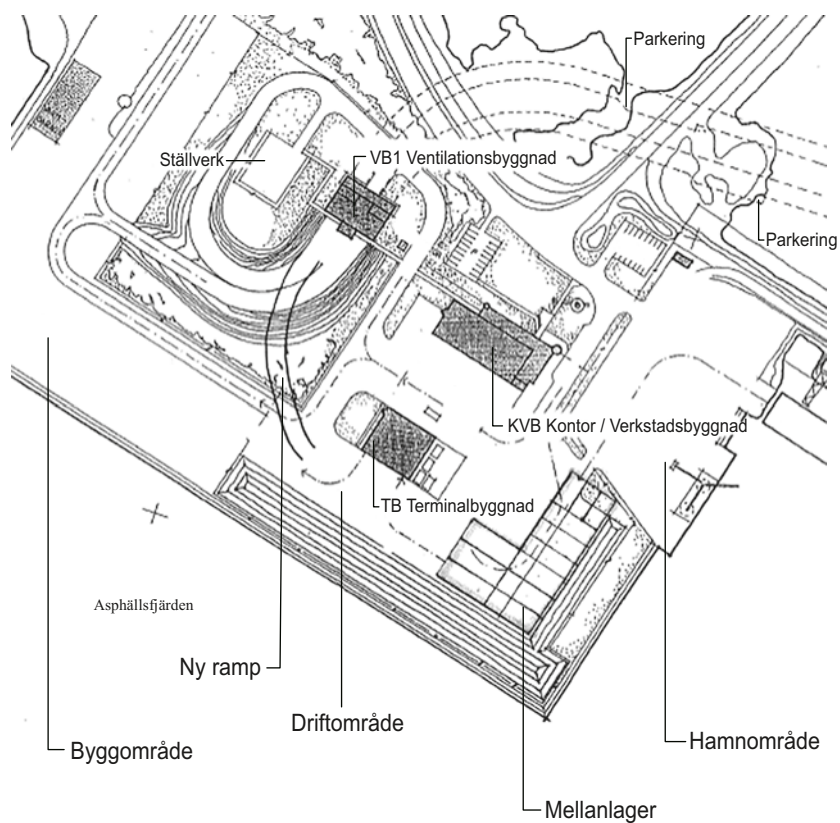 Parkering
Ställverk
VB1 Ventilationsbyggnad
Parkering
KVB Kontor / Verkstadsbyggnad
TB Terminalbyggnad
Asphällsfjärden
Ny ramp
Driftområde
Byggområde
Hamnområde
Mellanlager